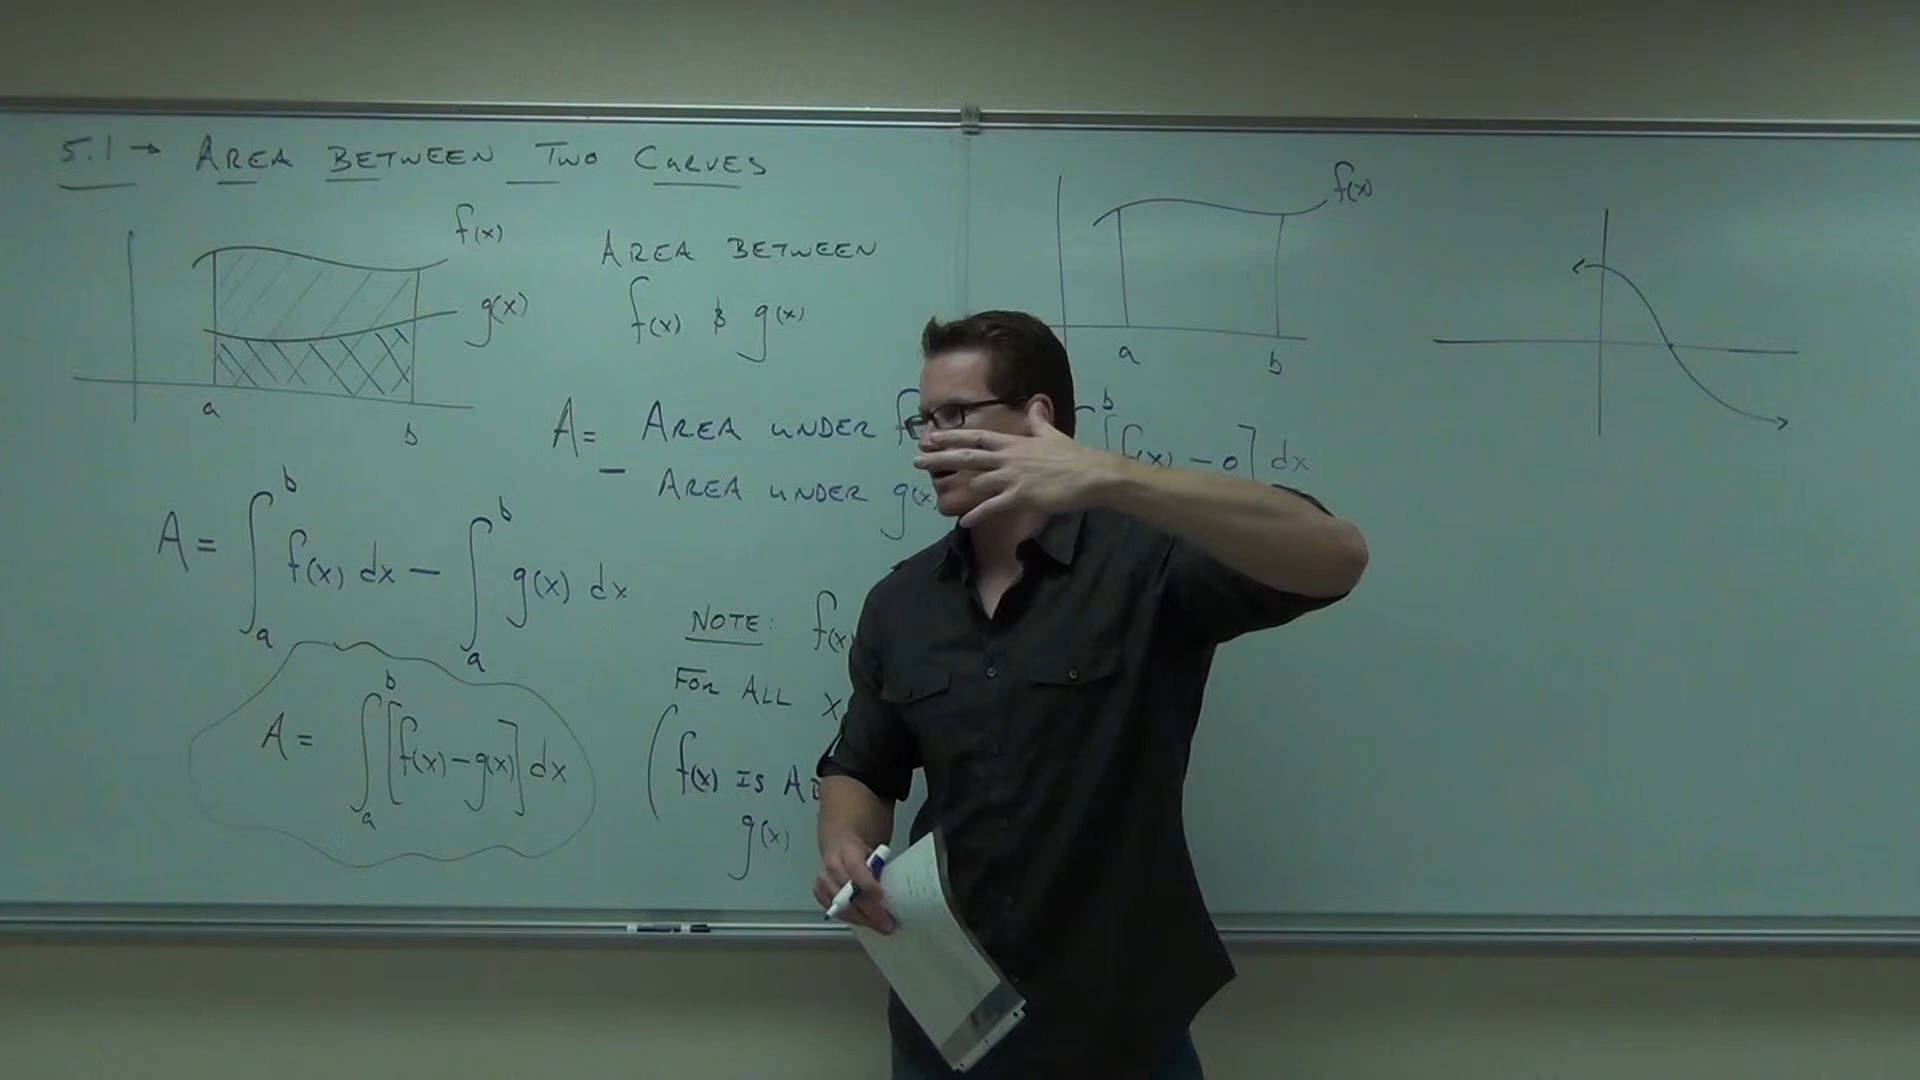 5.1 → AREA BETWEEN TWO CURVES
f(x)
g(x)
a
b
AREA BETWEEN
f(x) & g(x)
A = AREA UNDER
− AREA UNDER g(x
A = ∫_a^b f(x) dx − ∫_a^b g(x) dx
A = ∫_a^b [f(x) − g(x)] dx
NOTE: f(x
FOR ALL x
(f(x) IS A
g(x)
f(x)
a
b
b
[f(x) − 0] dx